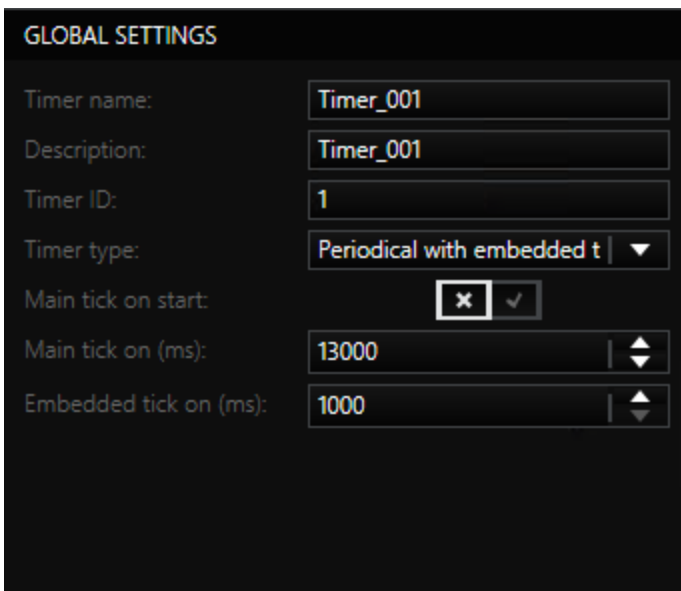 GLOBAL SETTINGS
Timer name: Timer_001
Description: Timer_001
Timer ID: 1
Timer type: Periodical with embedded t
Main tick on start:
Main tick on (ms): 13000
Embedded tick on (ms): 1000